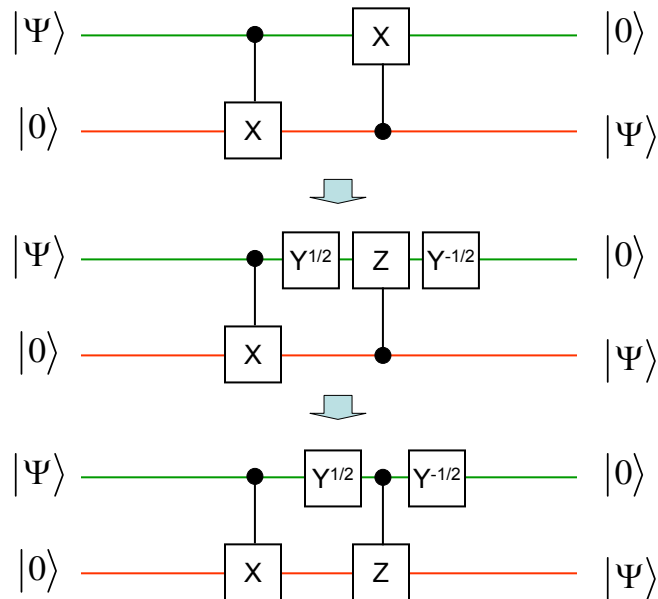 |Ψ⟩ X |0⟩
|0⟩ X |Ψ⟩
|Ψ⟩ Y^1/2 Z Y^-1/2 |0⟩
|0⟩ X |Ψ⟩
|Ψ⟩ Y^1/2 Y^-1/2 |0⟩
|0⟩ X Z |Ψ⟩